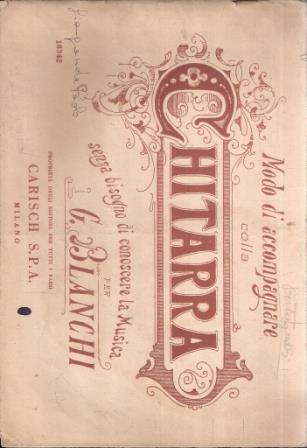 Modo di accompagnare
colla
CHITARRA
senza bisogno di conoscere la Musica
PER
G. BIANCHI
PROPRIETÀ DEGLI EDITORI PER TUTTI I PAESI
CARISCH S.P.A.
MILANO
18342